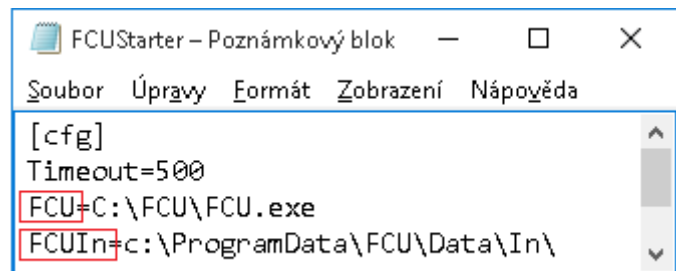 FCUStarter – Poznámkový blok
Soubor Úpravy Formát Zobrazení Nápověda
[cfg]
Timeout=500
FCU=C:\FCU\FCU.exe
FCUIn=c:\ProgramData\FCU\Data\In\